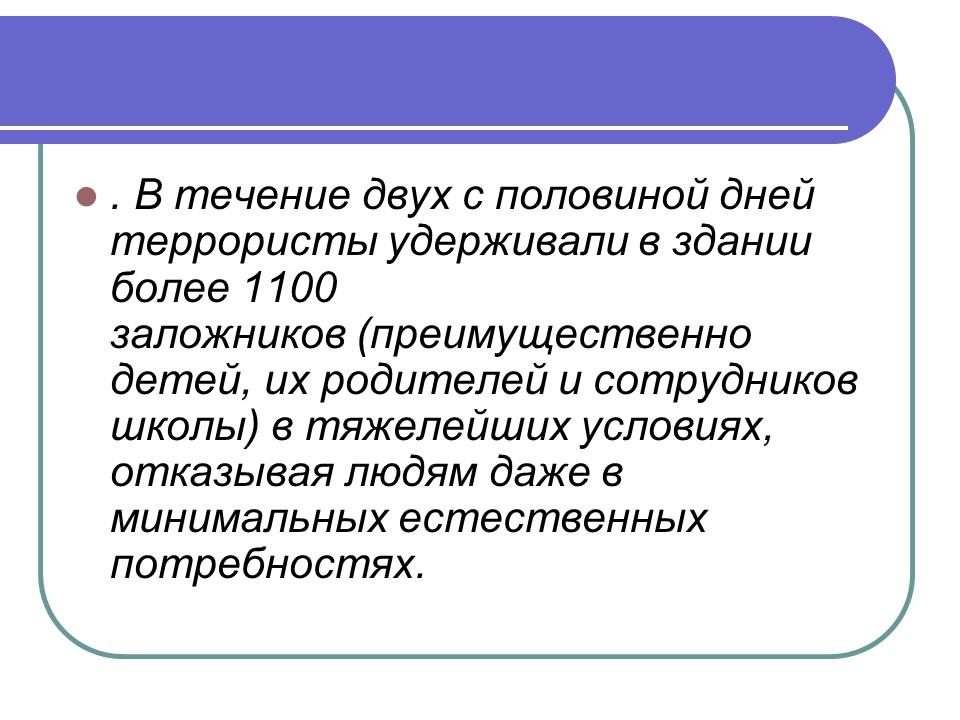 . В течение двух с половиной дней
террористы удерживали в здании
более 1100
заложников (преимущественно
детей, их родителей и сотрудников
школы) в тяжелейших условиях,
отказывая людям даже в
минимальных естественных
потребностях.